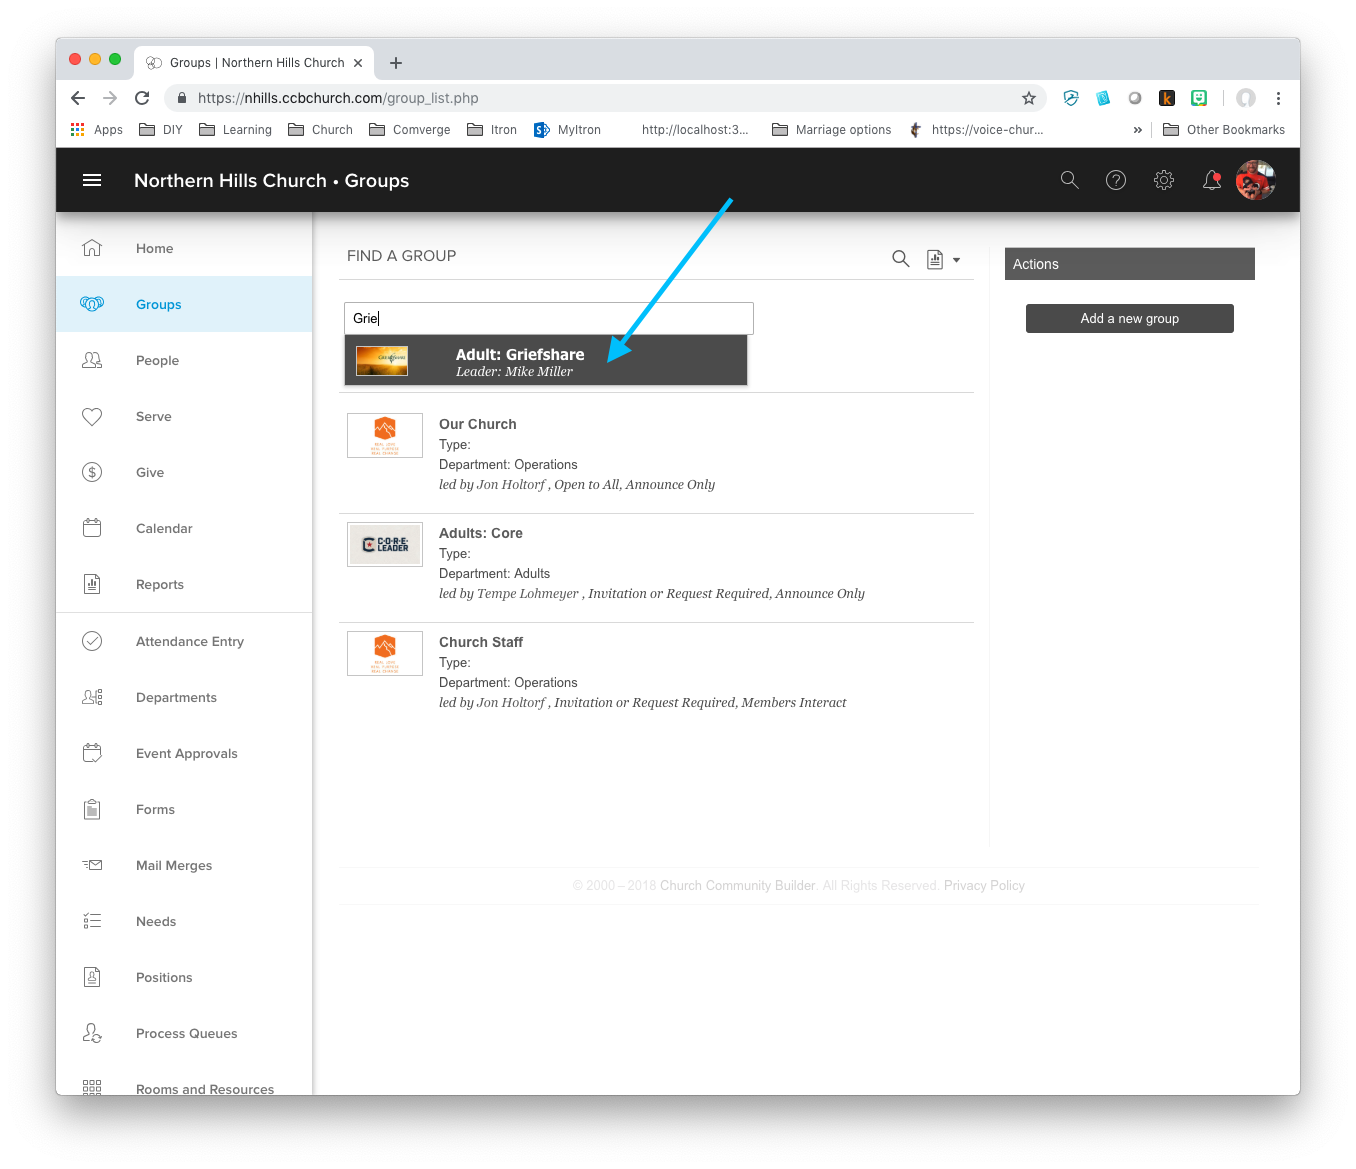 Groups | Northern Hills Church
https://nhills.ccbchurch.com/group_list.php
Apps DIY Learning Church Comverge Itron MyItron http://localhost:3... Marriage options https://voice-chur... » Other Bookmarks
Northern Hills Church • Groups
Home
Groups
People
Serve
Give
Calendar
Reports
Attendance Entry
Departments
Event Approvals
Forms
Mail Merges
Needs
Positions
Process Queues
Rooms and Resources
FIND A GROUP
Grie
Adult: Griefshare
Leader: Mike Miller
Our Church
Type:
Department: Operations
led by Jon Holtorf , Open to All, Announce Only
C·O·R·E·
LEADER
Adults: Core
Type:
Department: Adults
led by Tempe Lohmeyer , Invitation or Request Required, Announce Only
Church Staff
Type:
Department: Operations
led by Jon Holtorf , Invitation or Request Required, Members Interact
Actions
Add a new group
© 2000 – 2018 Church Community Builder. All Rights Reserved. Privacy Policy